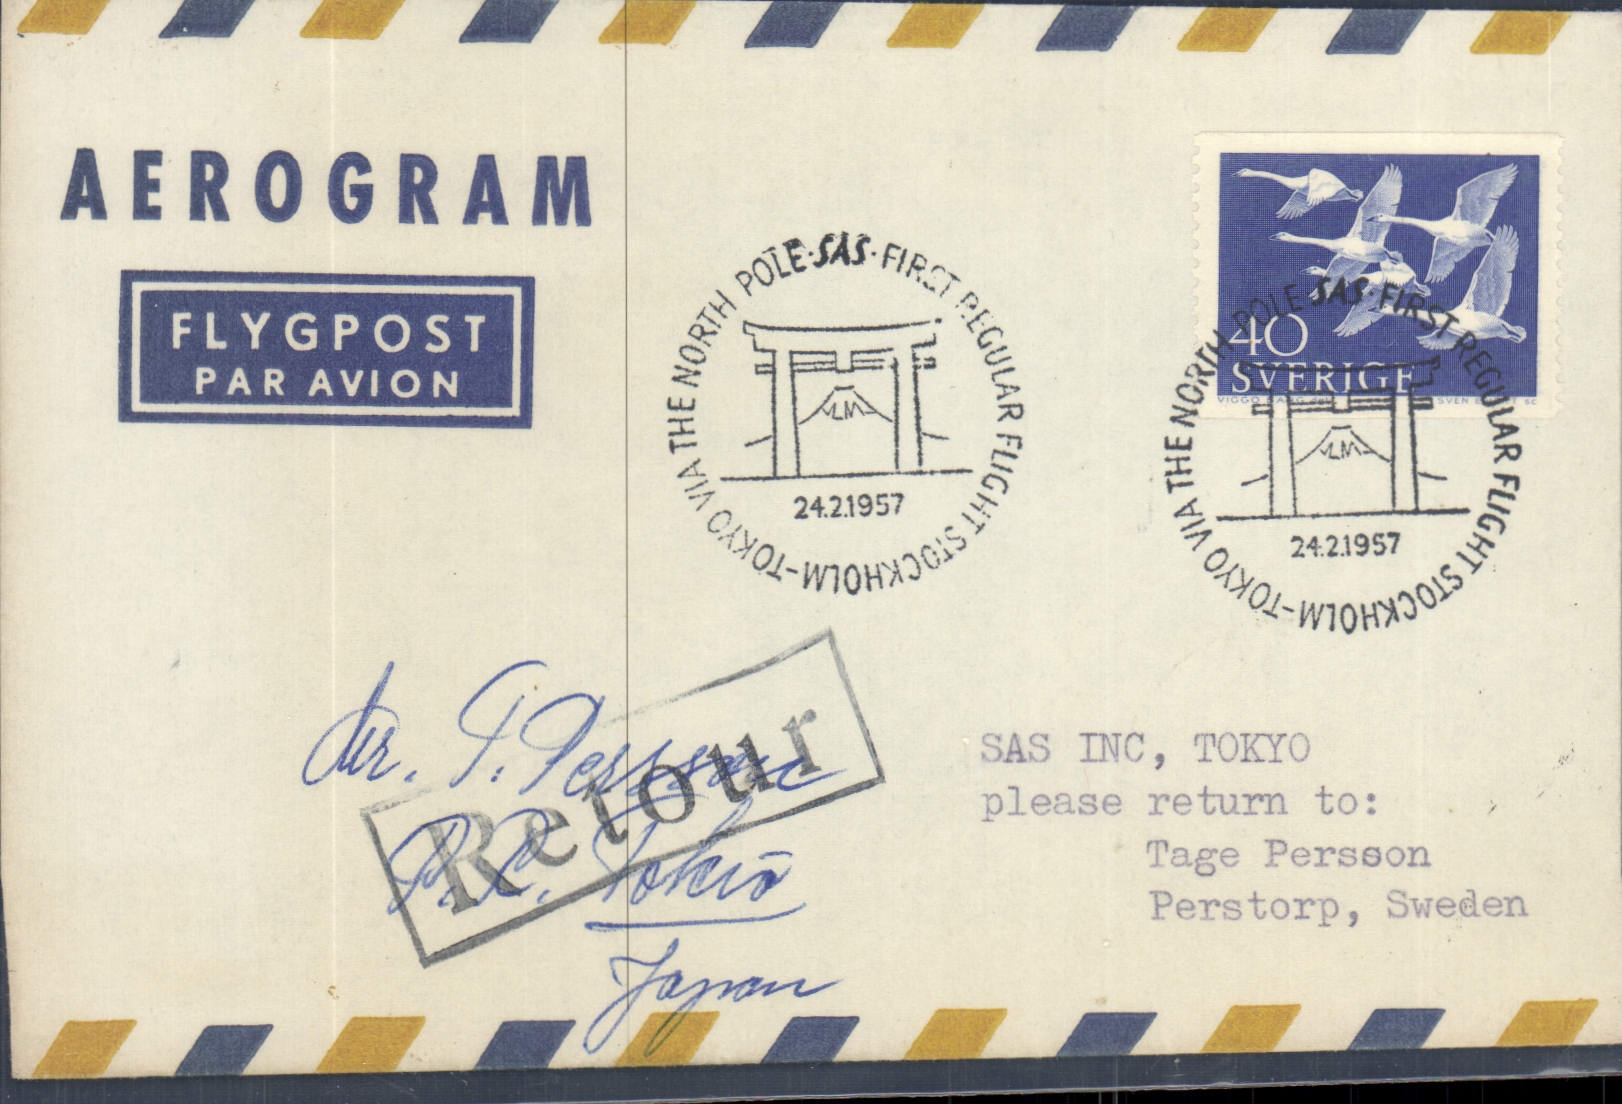 AEROGRAM
FLYGPOST
PAR AVION
TOKYO VIA THE NORTH POLE·SAS·FIRST REGULAR FLIGHT STOCKHOLM–
24.2.1957
40
SVERIGE
TOKYO VIA THE NORTH POLE·SAS·FIRST REGULAR FLIGHT STOCKHOLM–
24.2.1957
Retour
T. Persson
Tokio
Japan
SAS INC, TOKYO
please return to:
Tage Persson
Perstorp, Sweden